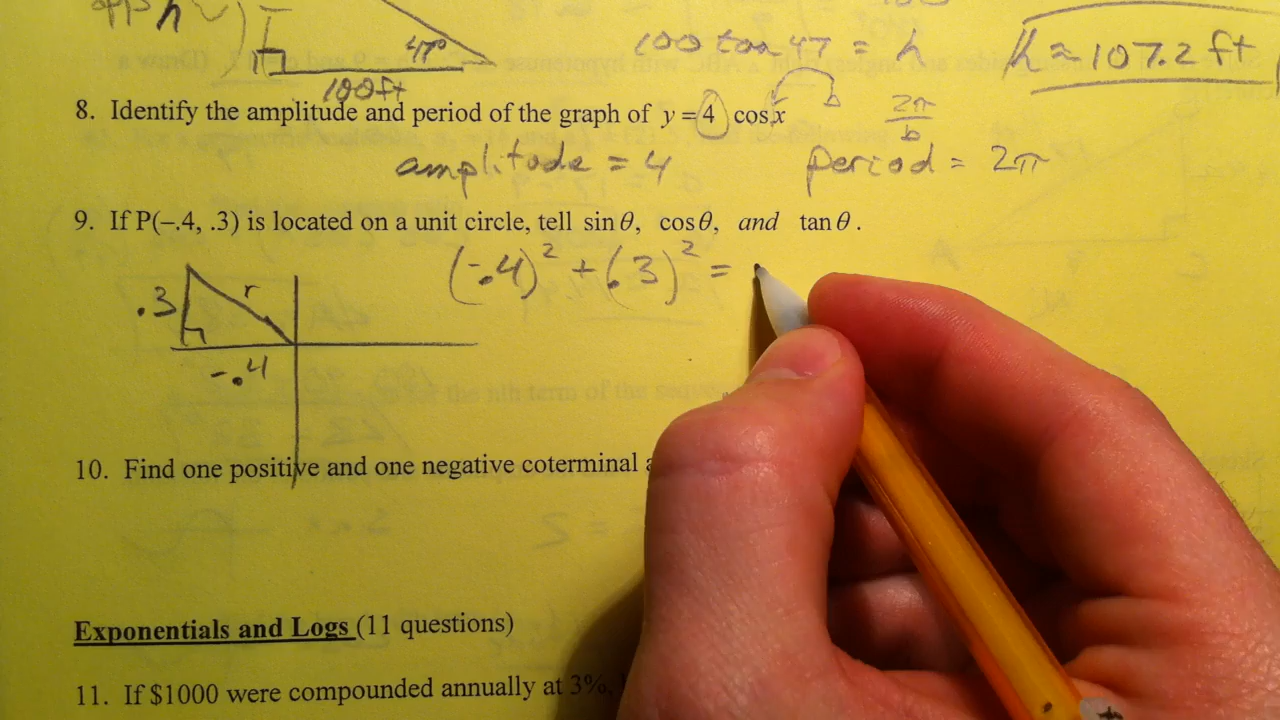 opp h
47°
100 tan 47 = h
h ≈ 107.2 ft
100ft
8. Identify the amplitude and period of the graph of y = 4 cos x
2π
b
amplitude = 4 period = 2π
9. If P(–.4, .3) is located on a unit circle, tell sin θ, cos θ, and tan θ.
(-.4)² + (.3)² =
.3 r
-.4
10. Find one positive and one negative coterminal
Exponentials and Logs (11 questions)
11. If $1000 were compounded annually at 3%,